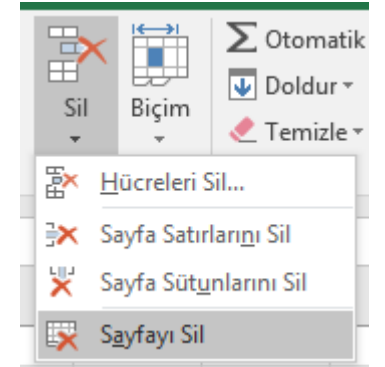 Sil
Biçim
Otomatik
Doldur
Temizle
Hücreleri Sil...
Sayfa Satırlarını Sil
Sayfa Sütunlarını Sil
Sayfayı Sil